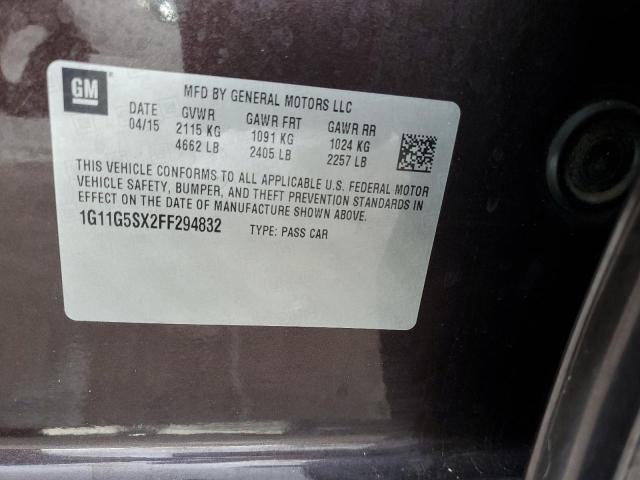 GM
MFD BY GENERAL MOTORS LLC
DATE GVWR GAWR FRT GAWR RR
04/15 2115 KG 1091 KG 1024 KG
4662 LB 2405 LB 2257 LB
THIS VEHICLE CONFORMS TO ALL APPLICABLE U.S. FEDERAL MOTOR
VEHICLE SAFETY, BUMPER, AND THEFT PREVENTION STANDARDS IN
EFFECT ON THE DATE OF MANUFACTURE SHOWN ABOVE.
1G11G5SX2FF294832 TYPE: PASS CAR